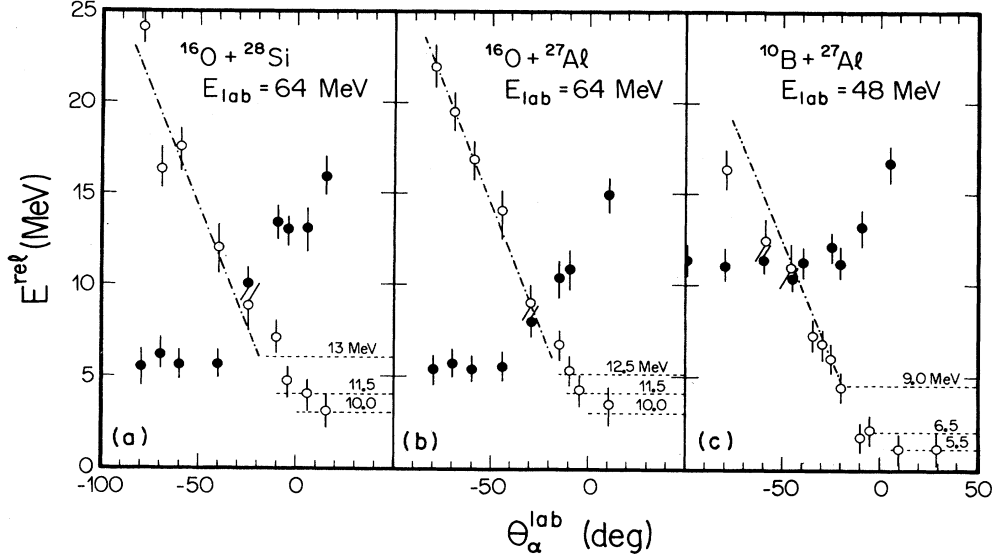 25
20
15
10
5
0
E^rel (MeV)
¹⁶O + ²⁸Si
E_lab = 64 MeV
13 MeV
11.5
10.0
(a)
¹⁶O + ²⁷Aℓ
E_lab = 64 MeV
12.5 MeV
11.5
10.0
(b)
¹⁰B + ²⁷Aℓ
E_lab = 48 MeV
9.0 MeV
6.5
5.5
(c)
-100 -50 0 -50 0 -50 0 50
Θ_α^lab (deg)